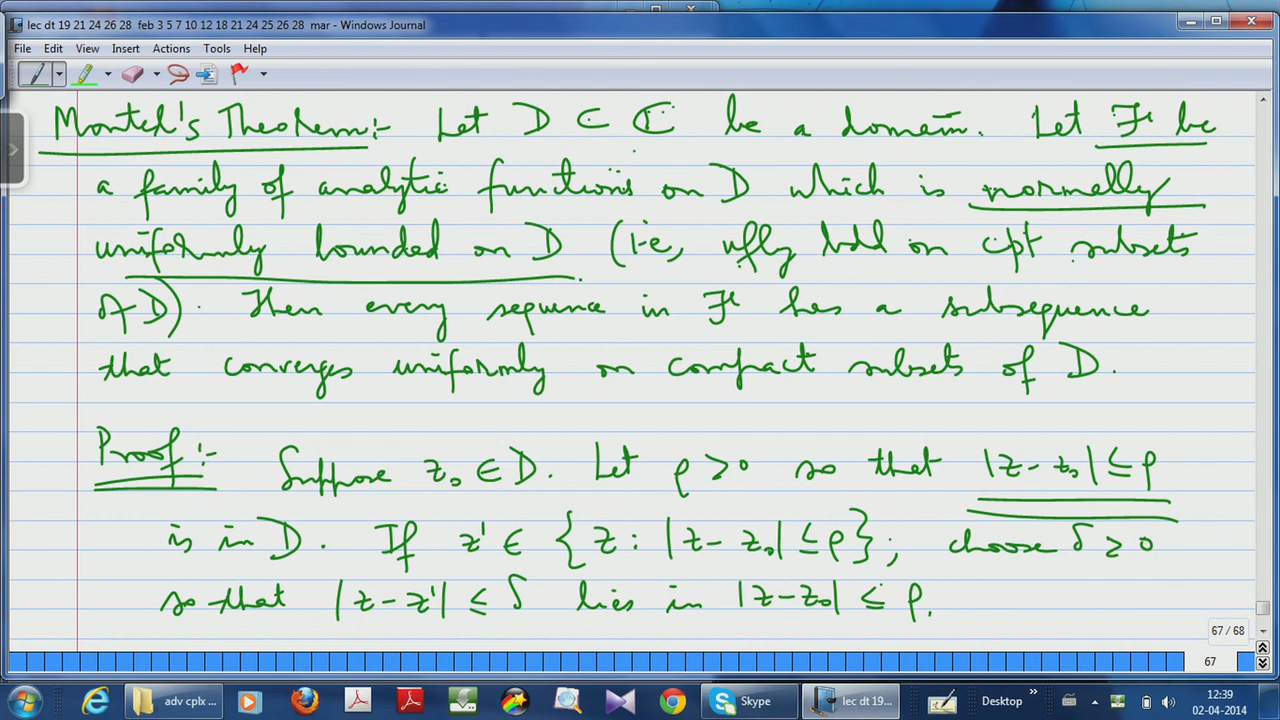 lec dt 19 21 24 26 28 feb 3 5 7 10 12 18 21 24 25 26 28 mar - Windows Journal
File Edit View Insert Actions Tools Help
Montel's Theorem:- Let D ⊂ ℂ be a domain. Let ℱ be
a family of analytic functions on D which is normally
uniformly bounded on D (i.e, ufly bdd on cpt subsets
of D). Then every sequence in ℱ has a subsequence
that converges uniformly on compact subsets of D.
Proof:- Suppose z₀ ∈ D. Let ρ > 0 so that |z - z₀| ≤ ρ
is in D. If z' ∈ {z : |z - z₀| ≤ ρ}; choose δ ≥ 0
so that |z - z'| ≤ δ lies in |z - z₀| ≤ ρ.
67 / 68
67
adv cplx ... Skype lec dt 19... Desktop 12:39
02-04-2014